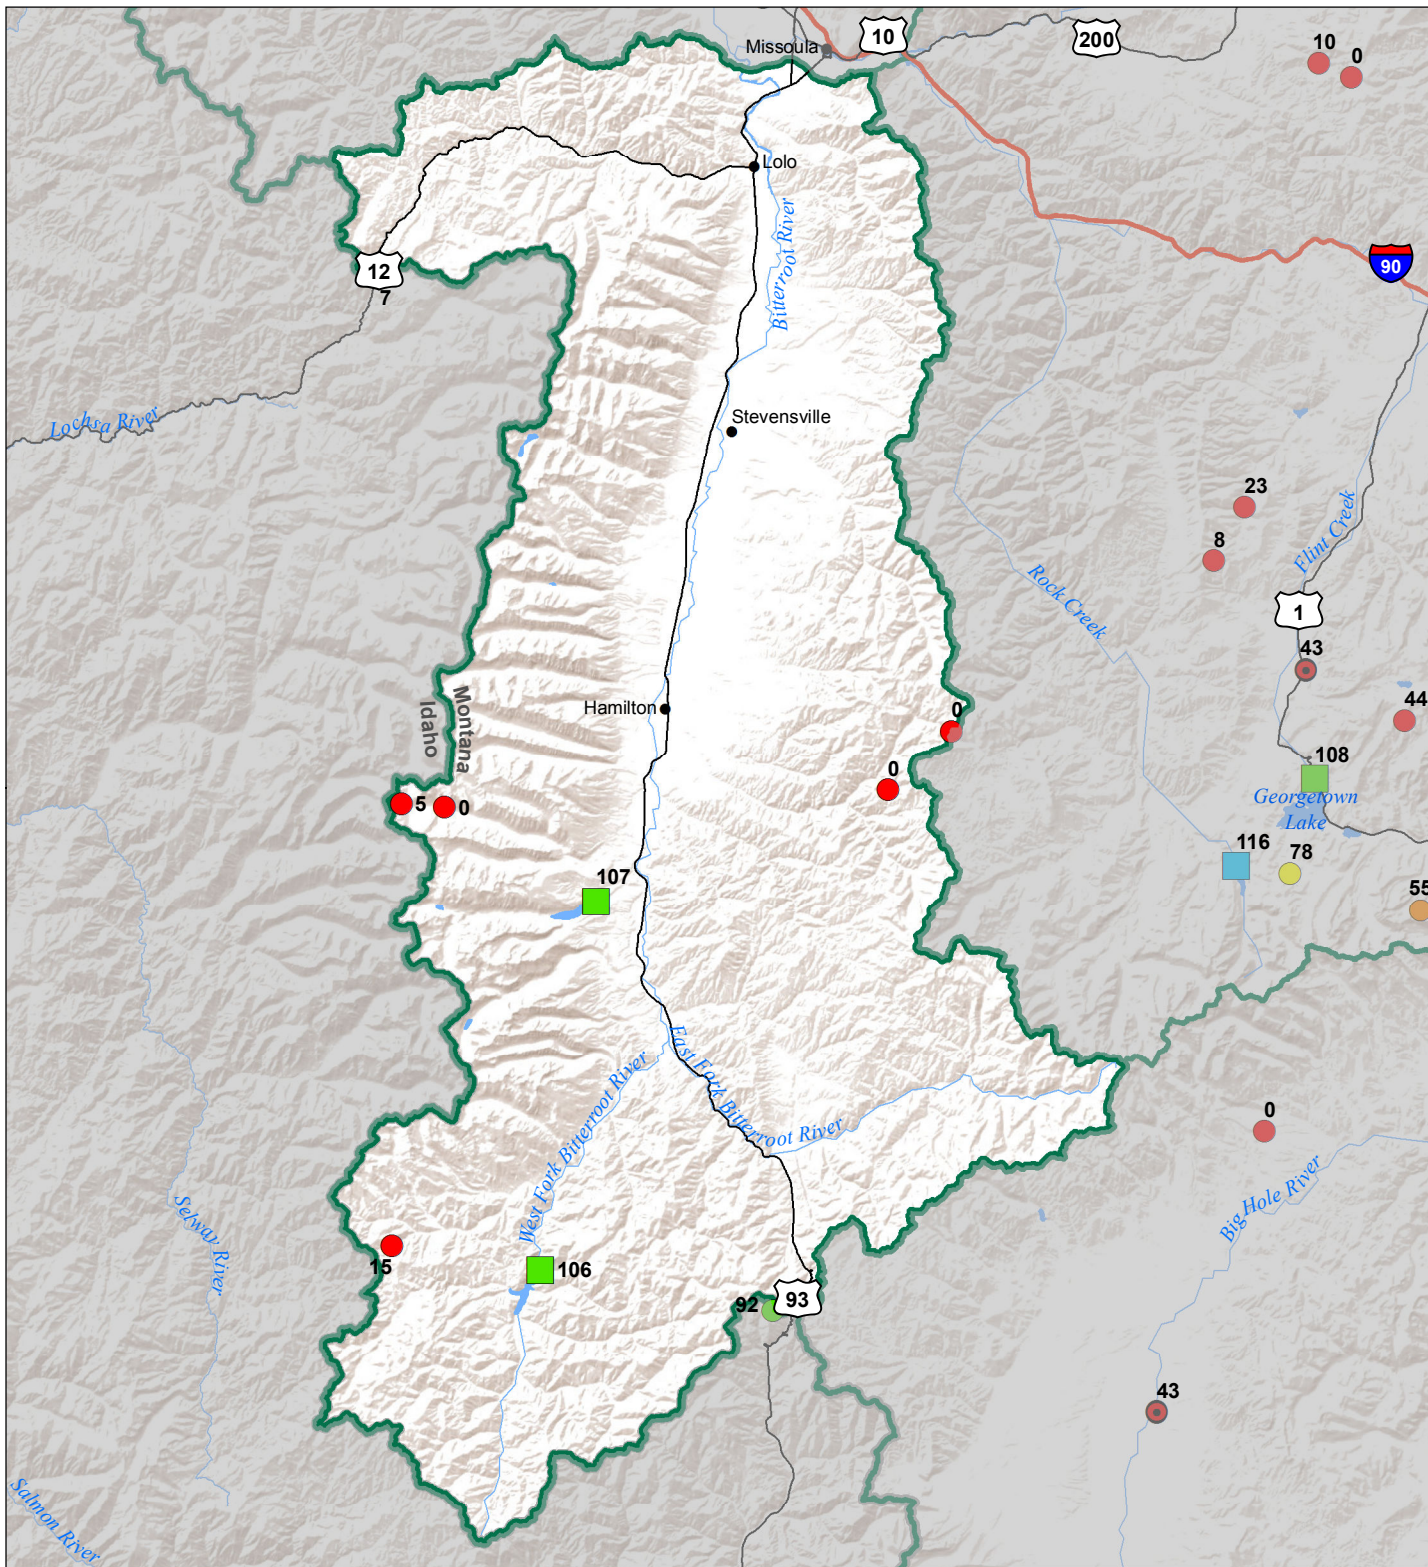 Missoula
10
200
10
0
Lolo
Bitterroot River
12
7
90
Lochsa River
Stevensville
23
8
Flint Creek
Rock Creek
1
43
44
Montana
Idaho
Hamilton
0
0
108
Georgetown
Lake
5
0
116
78
55
107
East Fork Bitterroot River
West Fork Bitterroot River
0
Big Hole River
Selway River
15
106
92
93
43
Salmon River